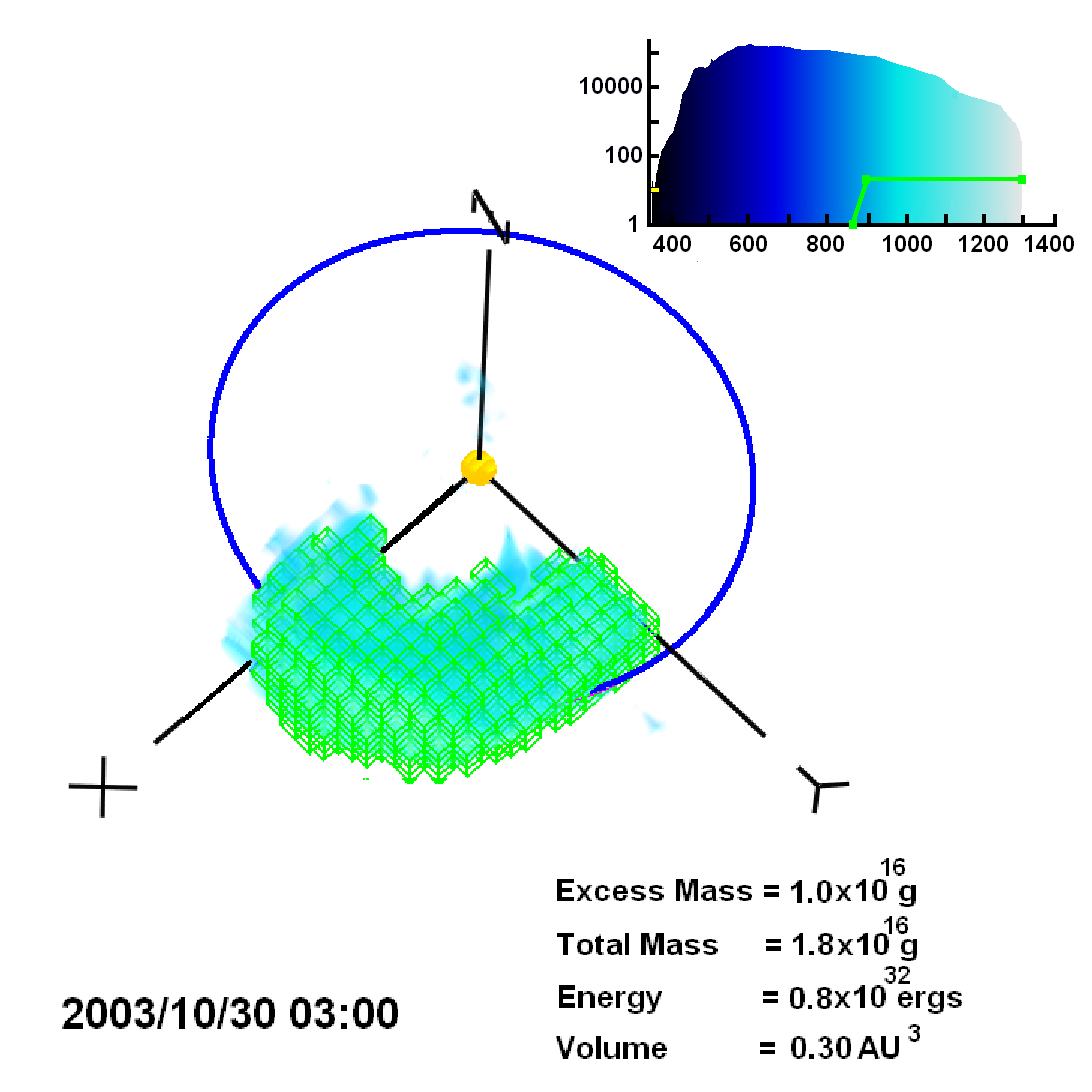 10000
100
1
400 600 800 1000 1200 1400
N
X
Y
Excess Mass = 1.0x10^16 g
Total Mass = 1.8x10^16 g
Energy = 0.8x10^32 ergs
Volume = 0.30 AU^3
2003/10/30 03:00